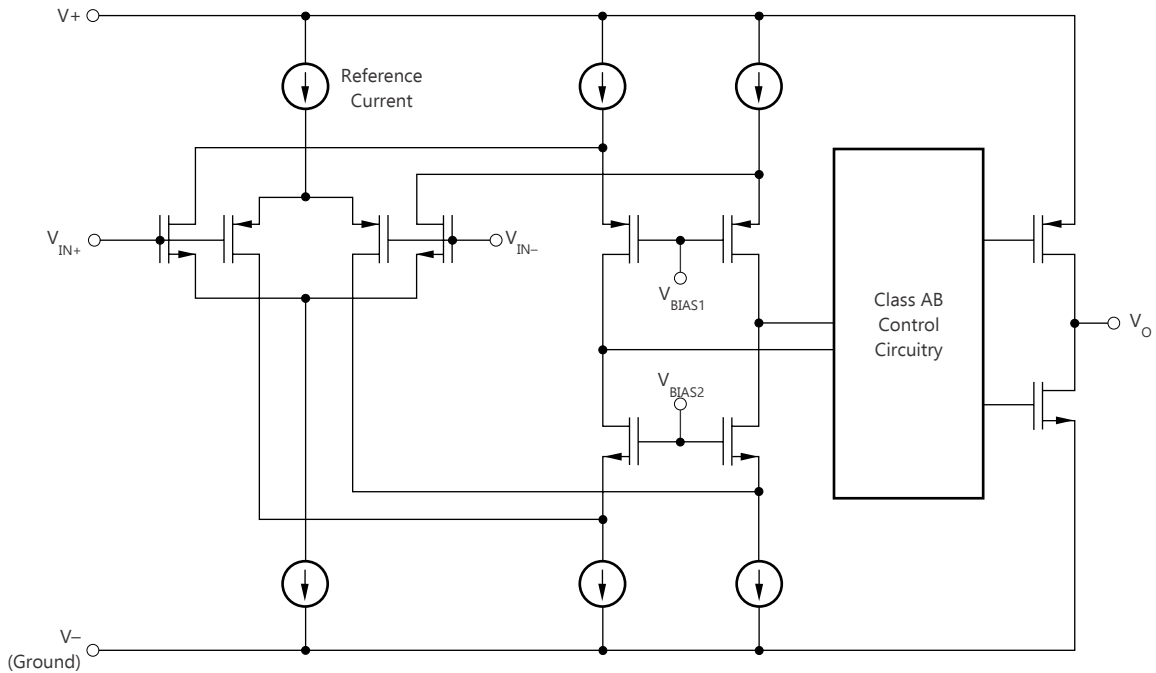 V+
Reference
Current
VIN+
VIN–
VBIAS1
Class AB
Control
Circuitry
VO
VBIAS2
V–
(Ground)